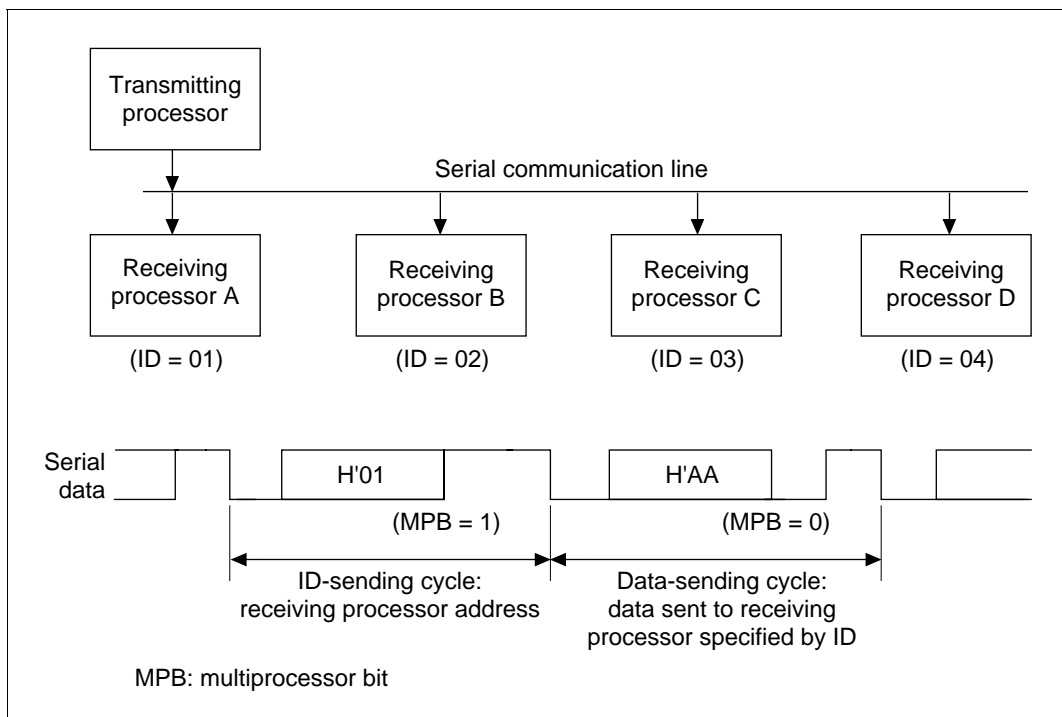 Transmitting
processor
Serial communication line
Receiving
processor A
Receiving
processor B
Receiving
processor C
Receiving
processor D
(ID = 01)
(ID = 02)
(ID = 03)
(ID = 04)
Serial
data
H'01
H'AA
(MPB = 1)
(MPB = 0)
ID-sending cycle:
receiving processor address
Data-sending cycle:
data sent to receiving
processor specified by ID
MPB: multiprocessor bit